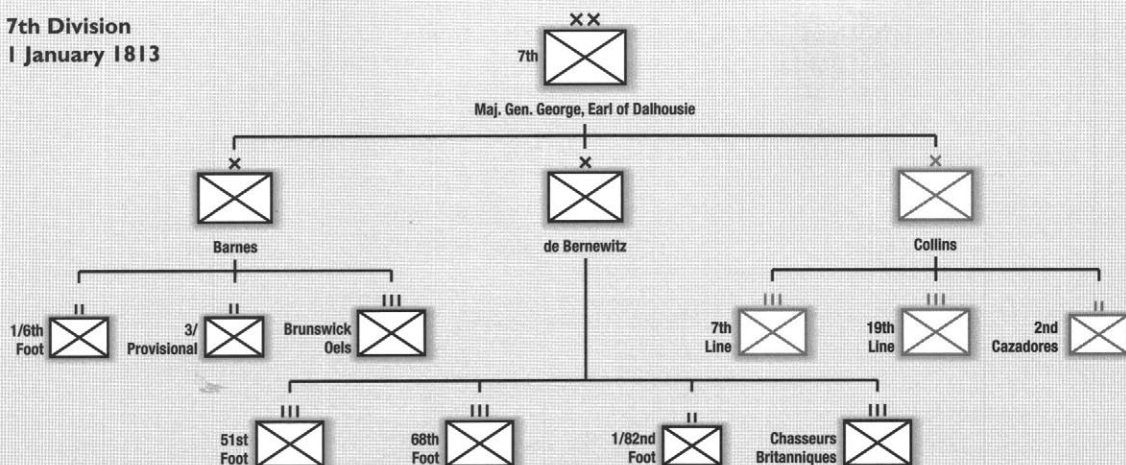 7th Division
1 January 1813
XX
7th
Maj. Gen. George, Earl of Dalhousie
X
X
X
Barnes
de Bernewitz
Collins
II
1/6th
Foot
II
3/
Provisional
III
Brunswick
Oels
III
7th
Line
III
19th
Line
II
2nd
Cazadores
III
51st
Foot
III
68th
Foot
II
1/82nd
Foot
III
Chasseurs
Britanniques